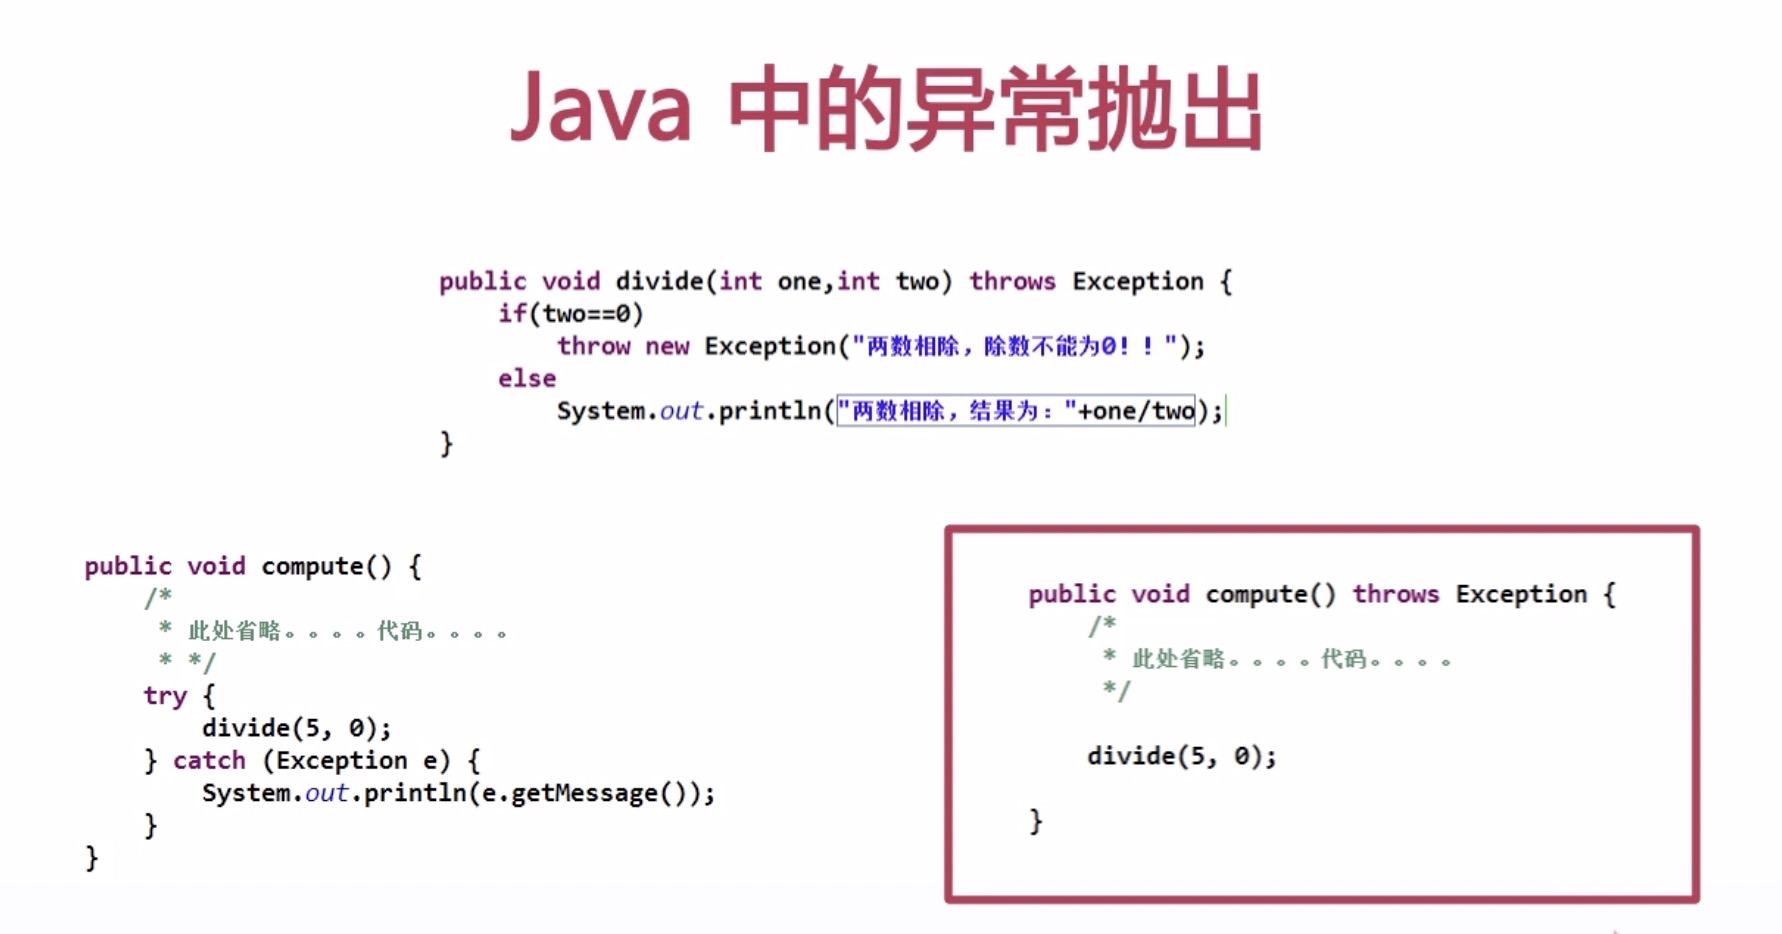 Java 中的异常抛出
public void divide(int one,int two) throws Exception {
if(two==0)
throw new Exception("两数相除，除数不能为0！！");
else
System.out.println("两数相除，结果为："+one/two);
}
public void compute() {
/*
* 此处省略。。。。代码。。。。
* */
try {
divide(5, 0);
} catch (Exception e) {
System.out.println(e.getMessage());
}
}
public void compute() throws Exception {
/*
* 此处省略。。。。代码。。。。
*/
divide(5, 0);
}